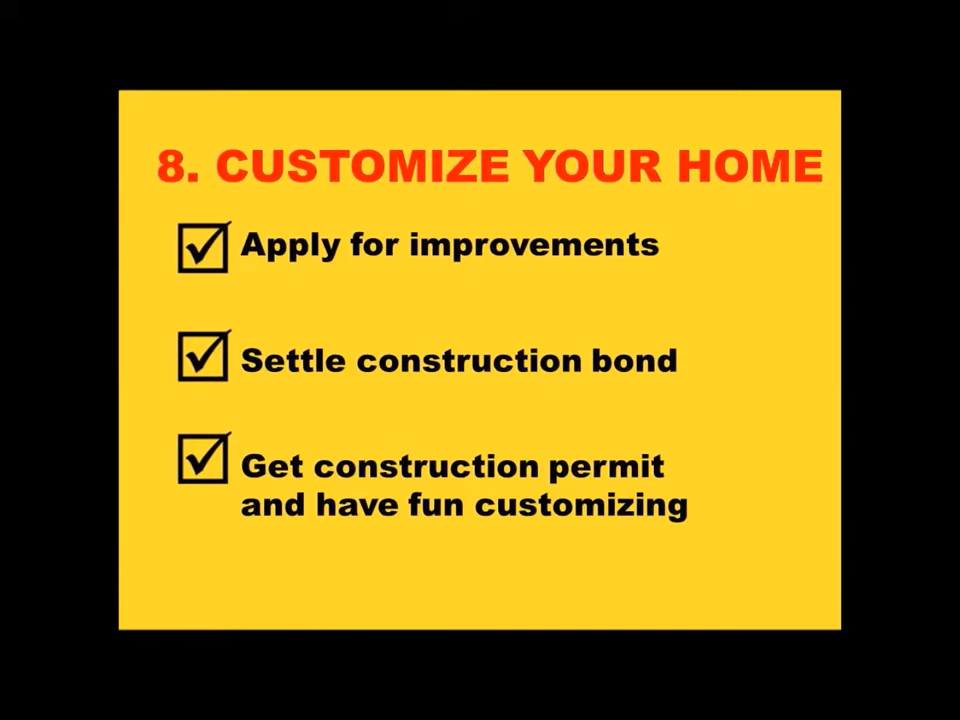 8. CUSTOMIZE YOUR HOME
Apply for improvements
Settle construction bond
Get construction permit
and have fun customizing